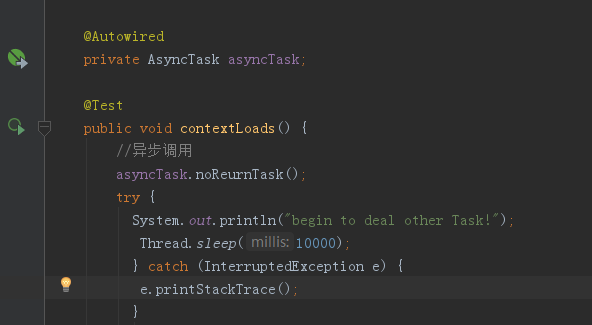 @Autowired
private AsyncTask asyncTask;
@Test
public void contextLoads() {
//异步调用
asyncTask.noReurnTask();
try {
System.out.println("begin to deal other Task!");
Thread.sleep( millis: 10000);
} catch (InterruptedException e) {
e.printStackTrace();
}